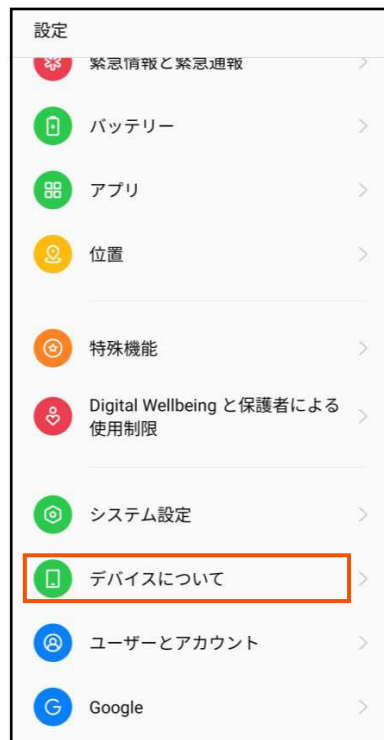 設定
緊急情報と緊急通報
バッテリー
アプリ
位置
特殊機能
Digital Wellbeing と保護者による
使用制限
システム設定
デバイスについて
ユーザーとアカウント
Google